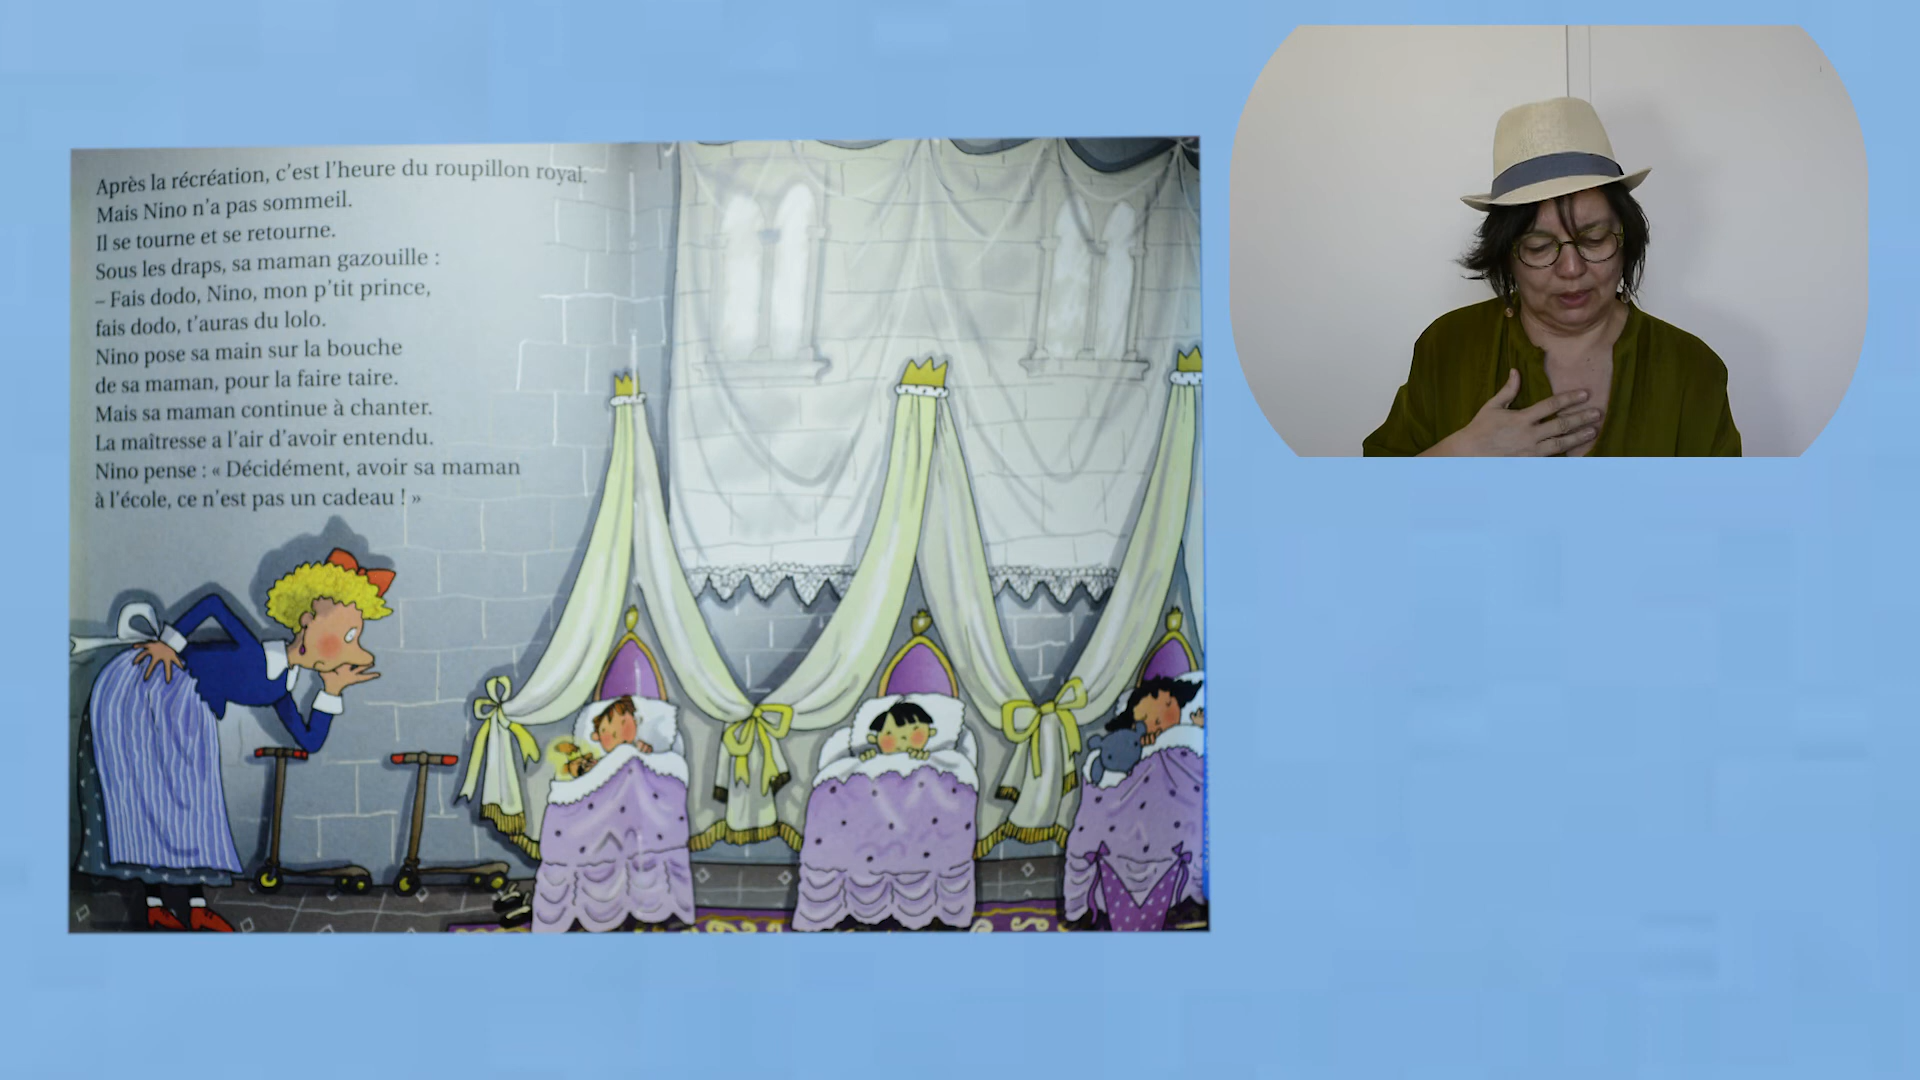 Après la récréation, c'est l'heure du roupillon royal.
Mais Nino n'a pas sommeil.
Il se tourne et se retourne.
Sous les draps, sa maman gazouille :
– Fais dodo, Nino, mon p'tit prince,
fais dodo, t'auras du lolo.
Nino pose sa main sur la bouche
de sa maman, pour la faire taire.
Mais sa maman continue à chanter.
La maîtresse a l'air d'avoir entendu.
Nino pense : « Décidément, avoir sa maman
à l'école, ce n'est pas un cadeau ! »